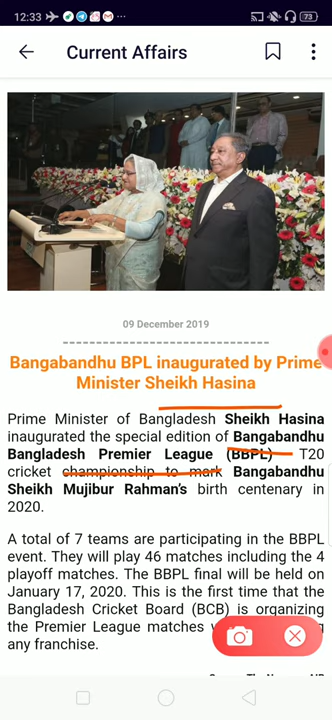 12:33
73
Current Affairs
09 December 2019
------------------------------
Bangabandhu BPL inaugurated by Prime
Minister Sheikh Hasina
Prime Minister of Bangladesh Sheikh Hasina
inaugurated the special edition of Bangabandhu
Bangladesh Premier League (BBPL) T20
cricket championship to mark Bangabandhu
Sheikh Mujibur Rahman's birth centenary in
2020.
A total of 7 teams are participating in the BBPL
event. They will play 46 matches including the 4
playoff matches. The BBPL final will be held on
January 17, 2020. This is the first time that the
Bangladesh Cricket Board (BCB) is organizing
the Premier League matches
any franchise.